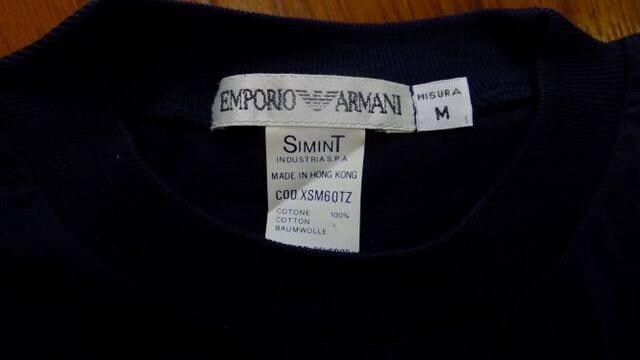 EMPORIO ARMANI
MISURA
M
SIMINT
INDUSTRIA S.P.A
MADE IN HONG KONG
COD.XSM60TZ
COTONE 100%
COTTON
BAUMWOLLE